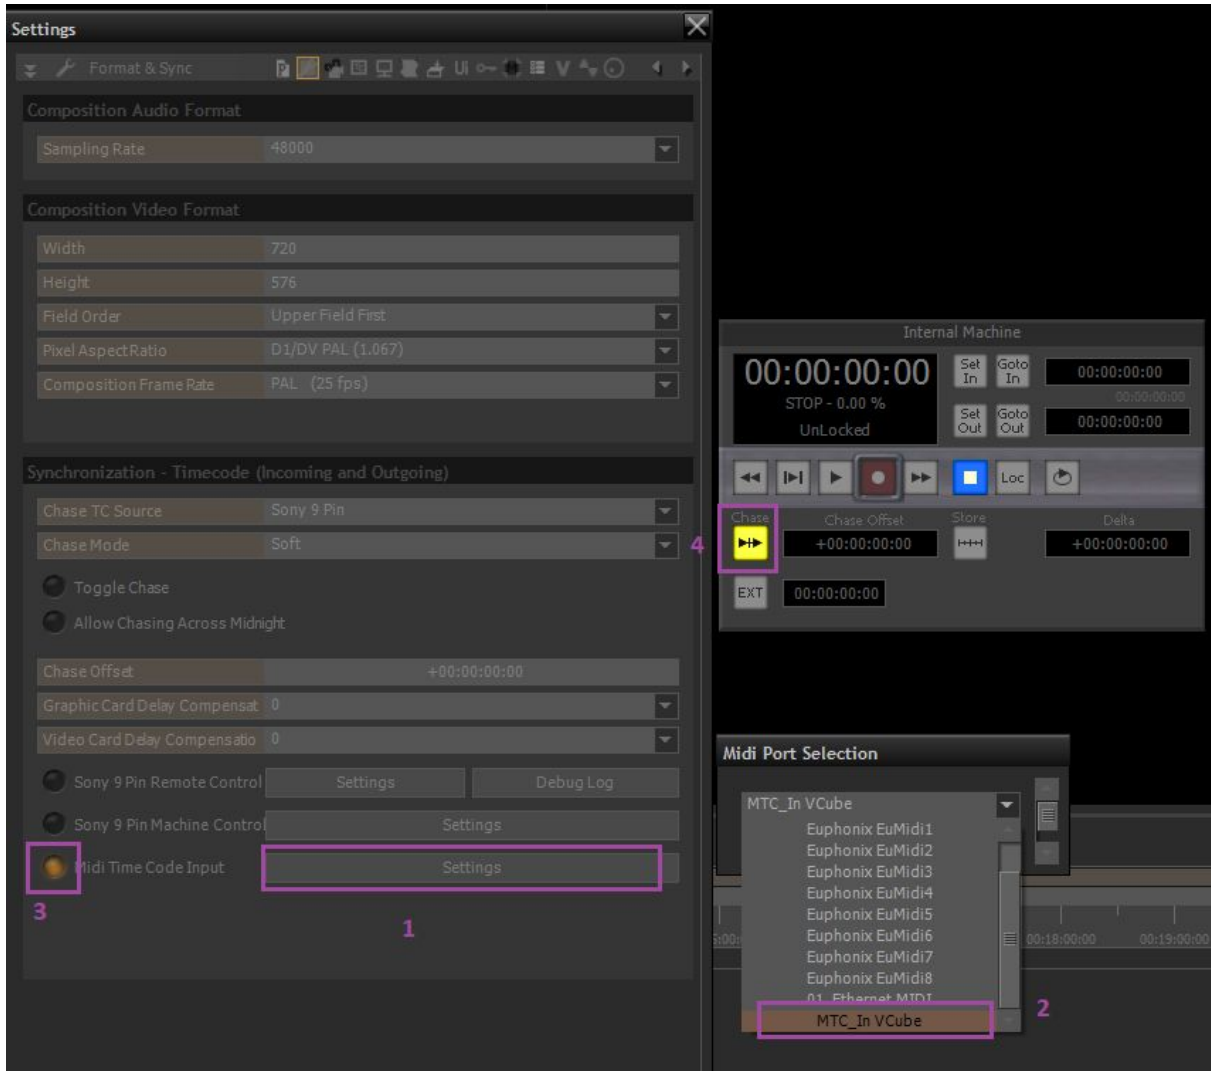 Settings
Format & Sync
Ui
V
Composition Audio Format
Sampling Rate 48000
Composition Video Format
Width 720
Height 576
Field Order Upper Field First
Pixel AspectRatio D1/DV PAL (1.067)
Composition Frame Rate PAL (25 fps)
Synchronization - Timecode (Incoming and Outgoing)
Chase TC Source Sony 9 Pin
Chase Mode Soft
Toggle Chase
Allow Chasing Across Midnight
Chase Offset +00:00:00:00
Graphic Card Delay Compensat 0
Video Card Delay Compensatio 0
Sony 9 Pin Remote Control Settings Debug Log
Sony 9 Pin Machine Control Settings
Midi Time Code Input Settings
3
1
Internal Machine
00:00:00:00
STOP - 0.00 %
UnLocked
Set In
Goto In
00:00:00:00
00:00:00:00
Set Out
Goto Out
00:00:00:00
Loc
Chase Chase Offset Store Delta
4
+00:00:00:00 +00:00:00:00
EXT 00:00:00:00
Midi Port Selection
MTC_In VCube
Euphonix EuMidi1
Euphonix EuMidi2
Euphonix EuMidi3
Euphonix EuMidi4
Euphonix EuMidi5
Euphonix EuMidi6
Euphonix EuMidi7
Euphonix EuMidi8
01. Ethernet MIDI
MTC_In VCube
2
00:18:00:00 00:19:00:00